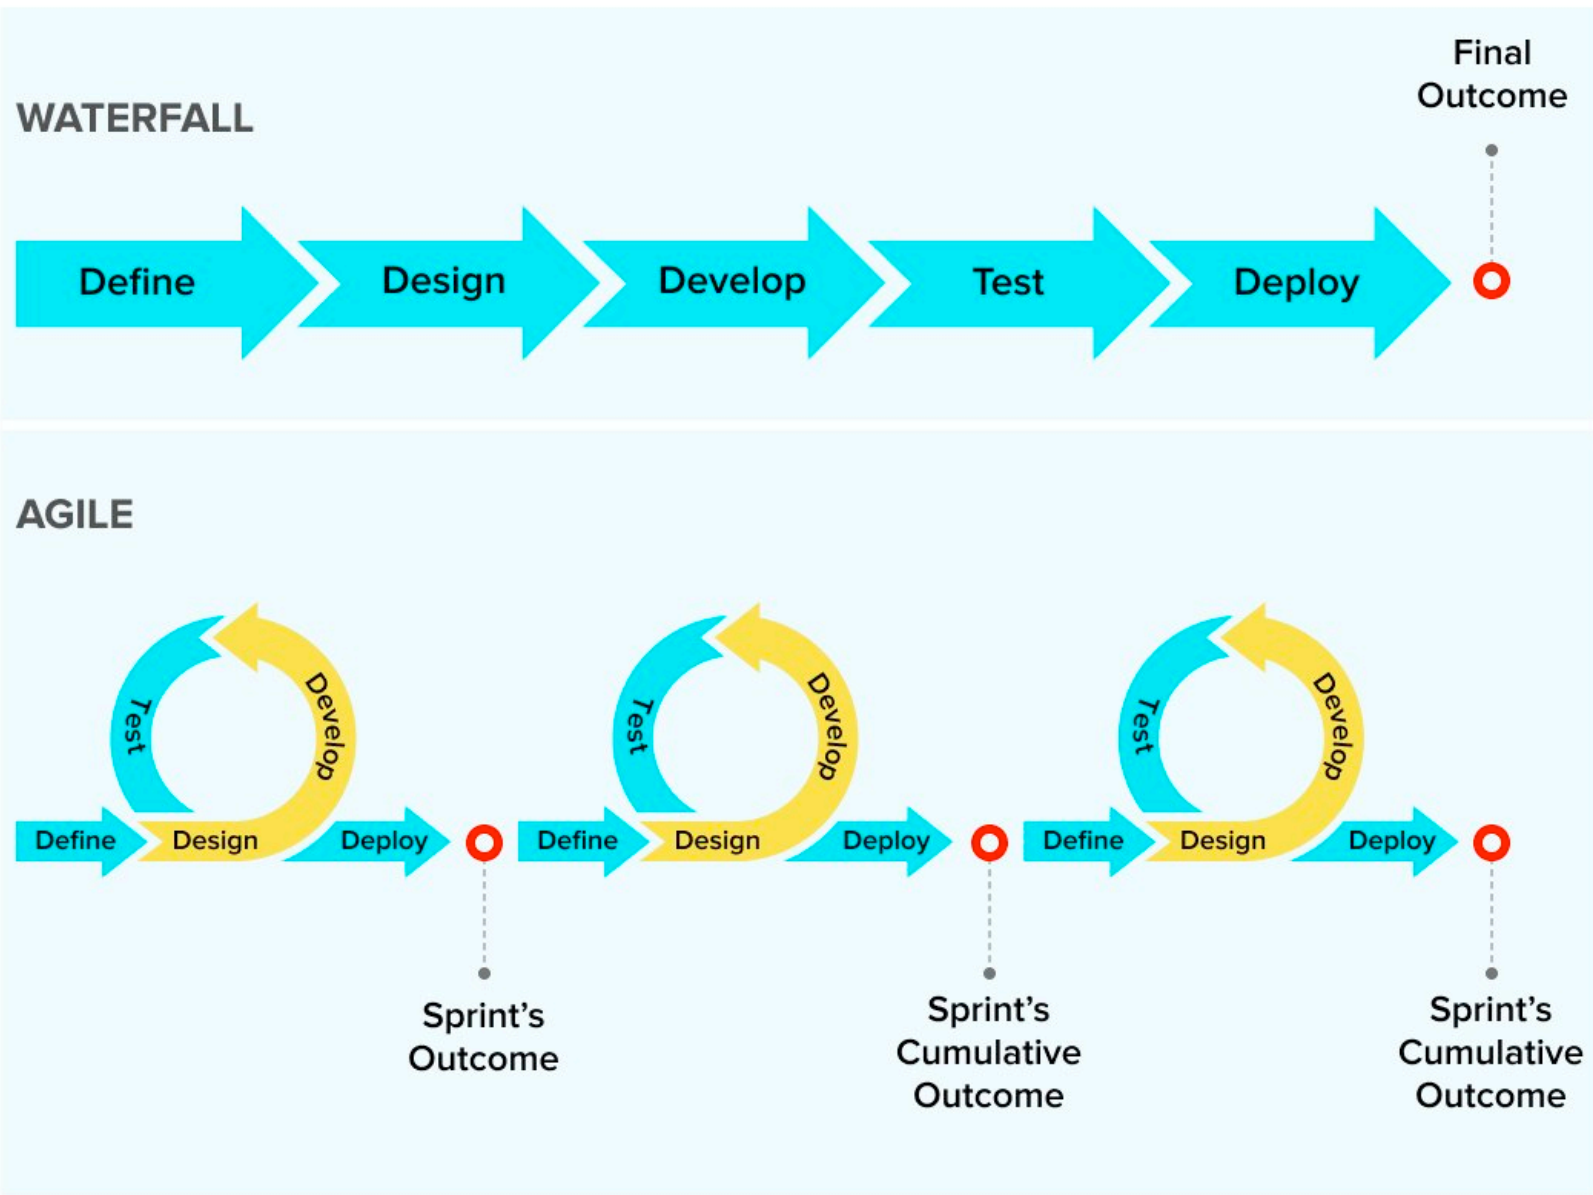 Final
Outcome
WATERFALL
Define
Design
Develop
Test
Deploy
AGILE
Test
Develop
Define
Design
Deploy
Sprint’s
Outcome
Test
Develop
Define
Design
Deploy
Sprint’s
Cumulative
Outcome
Test
Develop
Define
Design
Deploy
Sprint’s
Cumulative
Outcome